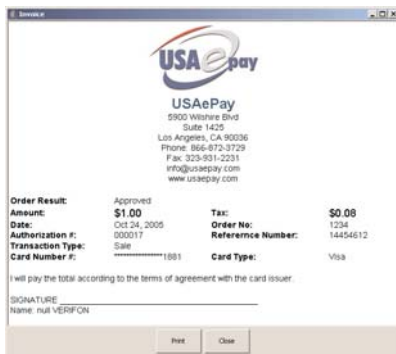 Invoice
USAepay
USAePay
5900 Wilshire Blvd
Suite 1425
Los Angeles, CA 90036
Phone: 866-872-3729
Fax: 323-931-2231
info@usaepay.com
www.usaepay.com
Order Result: Approved
Amount: $1.00 Tax: $0.08
Date: Oct 24, 2005 Order No: 1234
Authorization #: 000017 Referernce Number: 14454612
Transaction Type: Sale
Card Number #: ***************1881 Card Type: Visa
I will pay the total according to the terms of agreement with the card issuer.
SIGNATURE
Name: null VERIFON
Print Close